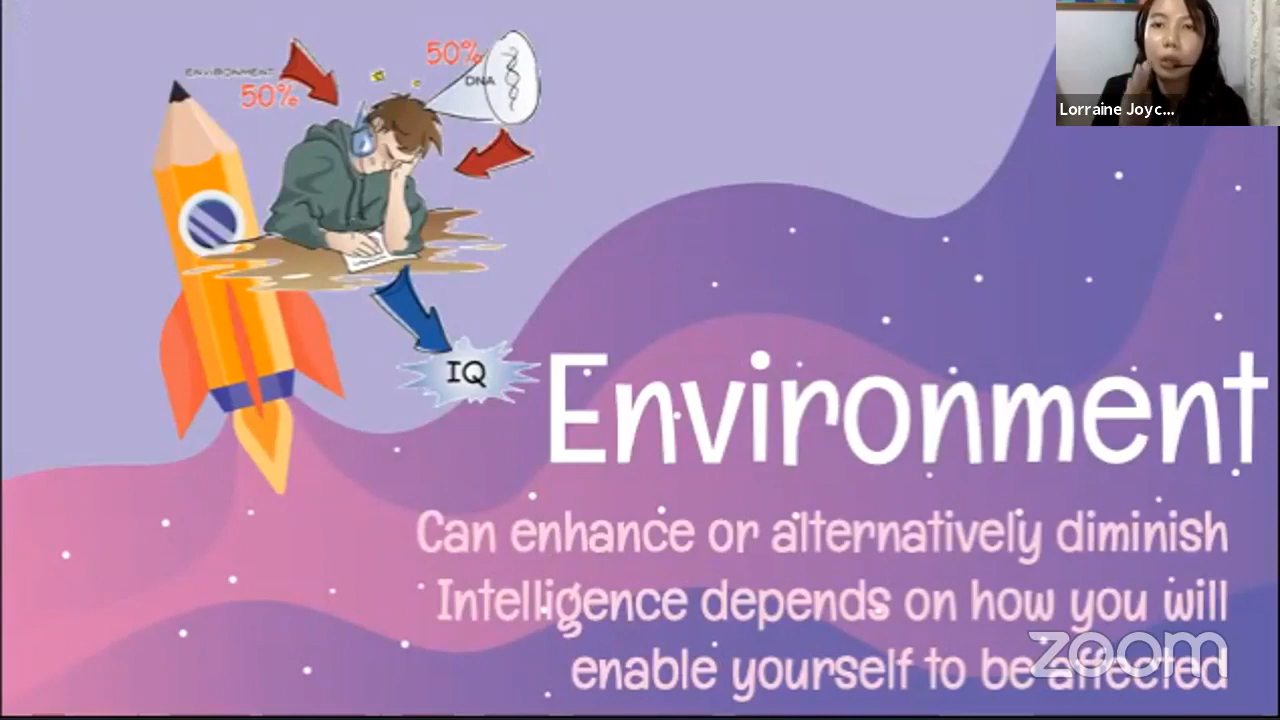 50%
DNA
ENVIRONMENT
50%
Lorraine Joyc...
IQ
Environment
Can enhance or alternatively diminish
Intelligence depends on how you will
enable yourself to be affected
zoom